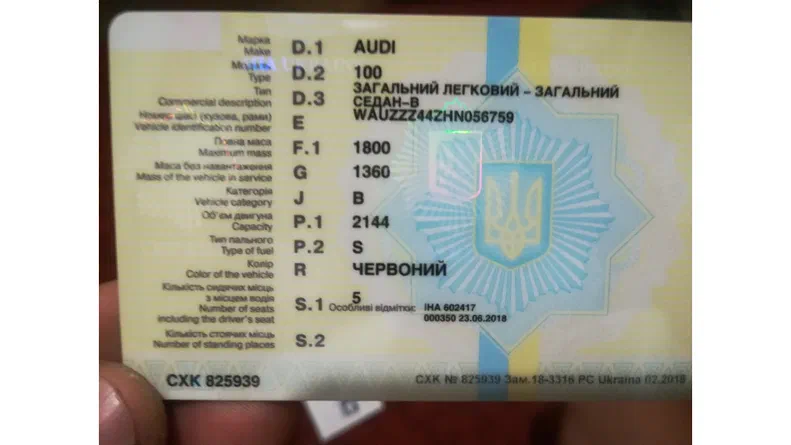 Марка
Make D.1 AUDI
Модель
Type D.2 100
Тип
Commercial description D.3 ЗАГАЛЬНИЙ ЛЕГКОВИЙ - ЗАГАЛЬНИЙ
СЕДАН-В
Номер шасі (кузова, рами)
Vehicle identification number E WAUZZZ44ZHN056759
Повна маса
Maximum mass F.1 1800
Маса без навантаження
Mass of the vehicle in service G 1360
Категорія
Vehicle category J B
Об'єм двигуна
Capacity P.1 2144
Тип пального
Type of fuel P.2 S
Колір
Color of the vehicle R ЧЕРВОНИЙ
Кількість сидячих місць
з місцем водія
Number of seats
including the driver's seat S.1 5
Особливі відмітки: ІНА 602417
000350 23.06.2018
Кількість стоячих місць
Number of standing places S.2
СХК 825939
СХК № 825939 Зам.18-3316 РС Ukraina 02.2018